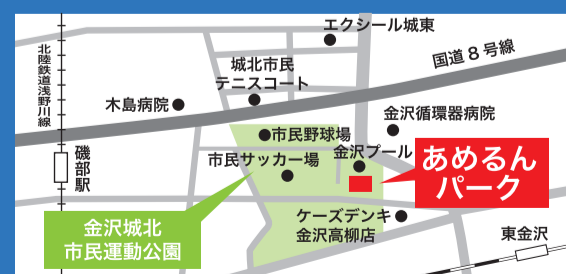 エクシール城東
国道8号線
城北市民
テニスコート
北陸鉄道浅野川線
木島病院
金沢循環器病院
市民野球場
金沢プール
市民サッカー場
あめるん
パーク
磯部駅
金沢城北
市民運動公園
ケーズデンキ
金沢高柳店
東金沢